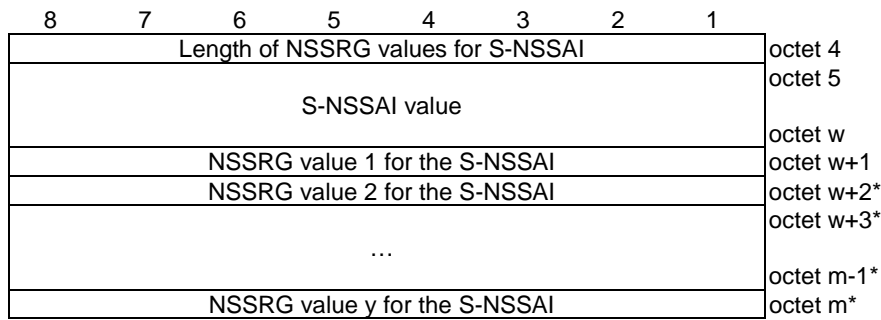 8 7 6 5 4 3 2 1
Length of NSSRG values for S-NSSAI octet 4
octet 5
S-NSSAI value
octet w
NSSRG value 1 for the S-NSSAI octet w+1
NSSRG value 2 for the S-NSSAI octet w+2*
octet w+3*
…
octet m-1*
NSSRG value y for the S-NSSAI octet m*